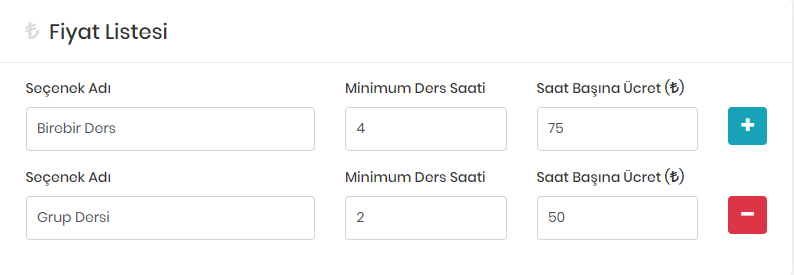 ₺ Fiyat Listesi
Seçenek Adı Minimum Ders Saati Saat Başına Ücret (₺)
Birebir Ders 4 75 +
Seçenek Adı Minimum Ders Saati Saat Başına Ücret (₺)
Grup Dersi 2 50 −